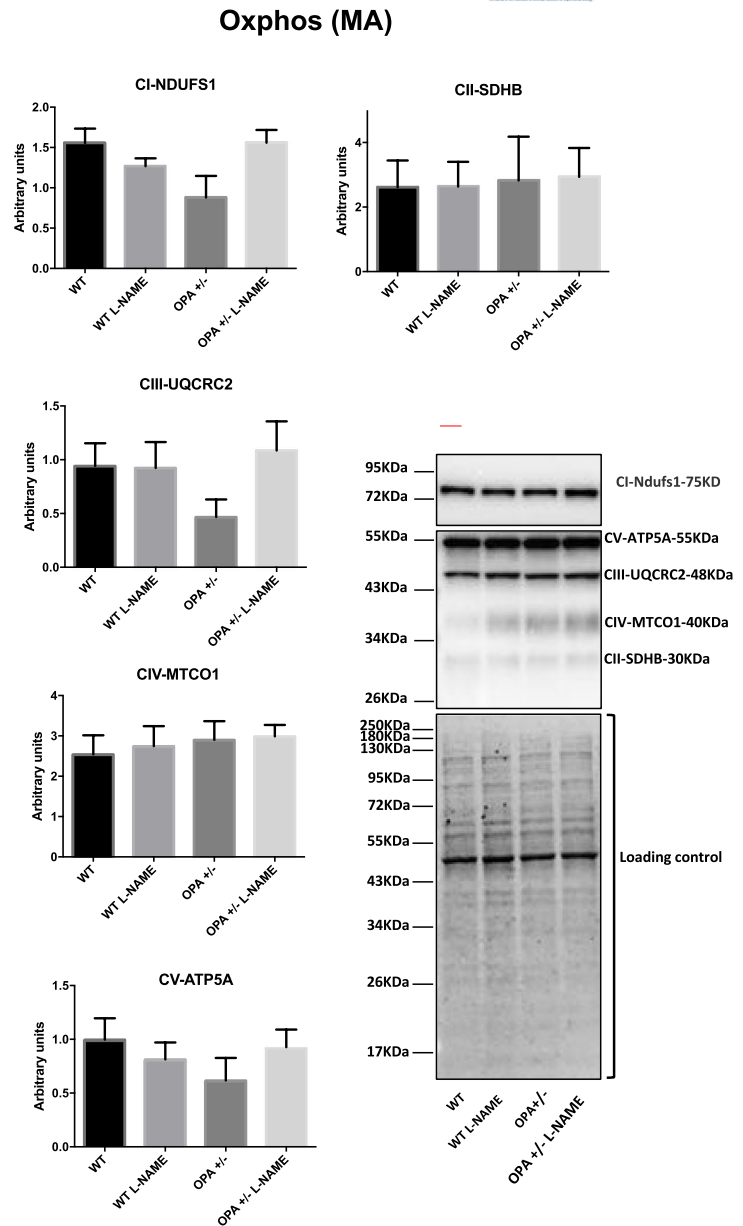 Oxphos (MA)
CI-NDUFS1
Arbitrary units
2.0
1.5
1.0
0.5
0.0
WT
WT L-NAME
OPA +/-
OPA +/- L-NAME
CII-SDHB
Arbitrary units
4
2
0
WT
WT L-NAME
OPA +/-
OPA +/- L-NAME
CIII-UQCRC2
Arbitrary units
1.5
1.0
0.5
0.0
WT
WT L-NAME
OPA +/-
OPA +/- L-NAME
CIV-MTCO1
Arbitrary units
4
3
2
1
0
WT
WT L-NAME
OPA +/-
OPA +/- L-NAME
CV-ATP5A
Arbitrary units
1.5
1.0
0.5
0.0
WT
WT L-NAME
OPA +/-
OPA +/- L-NAME
95KDa
72KDa
CI-Ndufs1-75KD
55KDa
43KDa
34KDa
26KDa
CV-ATP5A-55KDa
CIII-UQCRC2-48KDa
CIV-MTCO1-40KDa
CII-SDHB-30KDa
250KDa
180KDa
130KDa
95KDa
72KDa
55KDa
43KDa
34KDa
26KDa
17KDa
Loading control
WT
WT L-NAME
OPA+/-
OPA +/- L-NAME